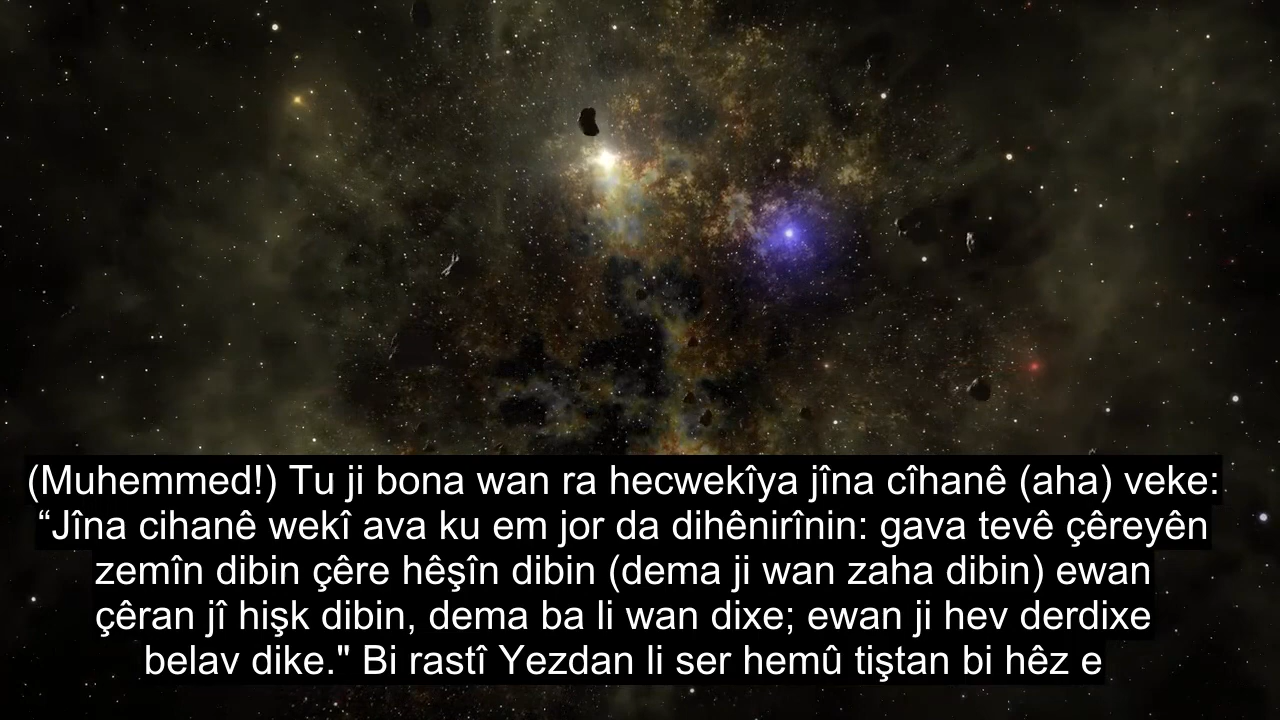 (Muhemmed!) Tu ji bona wan ra hecwekîya jîna cîhanê (aha) veke:
“Jîna cihanê wekî ava ku em jor da dihênirînin: gava tevê çêreyên
zemîn dibin çêre hêşîn dibin (dema ji wan zaha dibin) ewan
çêran jî hişk dibin, dema ba li wan dixe; ewan ji hev derdixe
belav dike." Bi rastî Yezdan li ser hemû tiştan bi hêz e